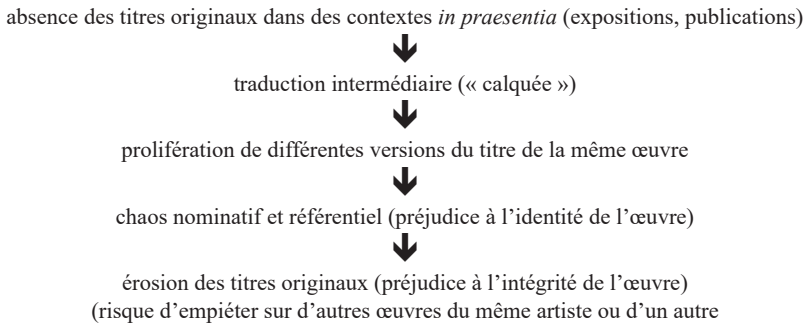 absence des titres originaux dans des contextes in praesentia (expositions, publications)
traduction intermédiaire (« calquée »)
prolifération de différentes versions du titre de la même œuvre
chaos nominatif et référentiel (préjudice à l’identité de l’œuvre)
érosion des titres originaux (préjudice à l’intégrité de l’œuvre)
(risque d’empiéter sur d’autres œuvres du même artiste ou d’un autre